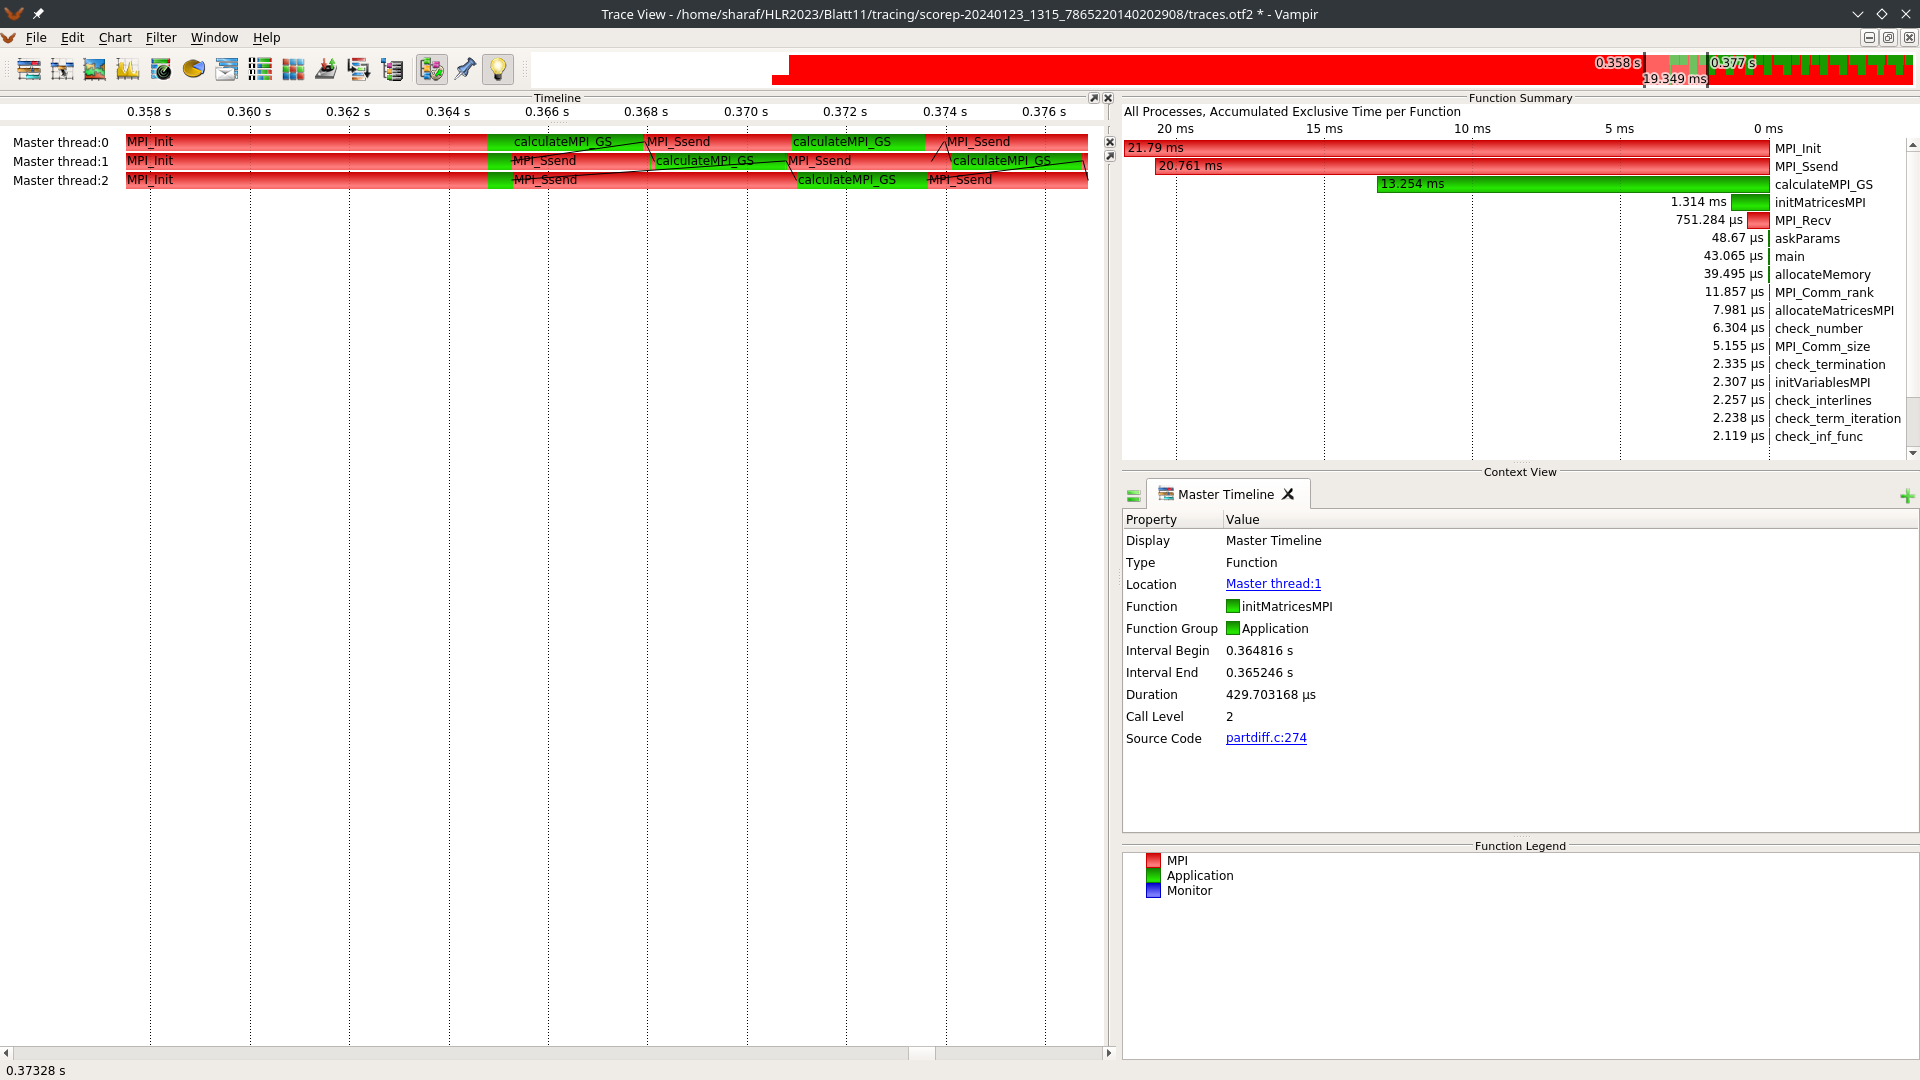 Trace View - /home/sharaf/HLR2023/Blatt11/tracing/scorep-20240123_1315_7865220140202908/traces.otf2 * - Vampir
File Edit Chart Filter Window Help
0.358 s 0.377 s
19.349 ms
Timeline
0.358 s 0.360 s 0.362 s 0.364 s 0.366 s 0.368 s 0.370 s 0.372 s 0.374 s 0.376 s
Master thread:0 MPI_Init calculateMPI_GS MPI_Ssend calculateMPI_GS MPI_Ssend
Master thread:1 MPI_Init MPI_Ssend calculateMPI_GS MPI_Ssend calculateMPI_GS
Master thread:2 MPI_Init MPI_Ssend calculateMPI_GS MPI_Ssend
Function Summary
All Processes, Accumulated Exclusive Time per Function
20 ms 15 ms 10 ms 5 ms 0 ms
21.79 ms MPI_Init
20.761 ms MPI_Ssend
13.254 ms calculateMPI_GS
1.314 ms initMatricesMPI
751.284 µs MPI_Recv
48.67 µs askParams
43.065 µs main
39.495 µs allocateMemory
11.857 µs MPI_Comm_rank
7.981 µs allocateMatricesMPI
6.304 µs check_number
5.155 µs MPI_Comm_size
2.335 µs check_termination
2.307 µs initVariablesMPI
2.257 µs check_interlines
2.238 µs check_term_iteration
2.119 µs check_inf_func
Context View
Master Timeline
Property Value
Display Master Timeline
Type Function
Location Master thread:1
Function initMatricesMPI
Function Group Application
Interval Begin 0.364816 s
Interval End 0.365246 s
Duration 429.703168 µs
Call Level 2
Source Code partdiff.c:274
Function Legend
MPI
Application
Monitor
0.37328 s